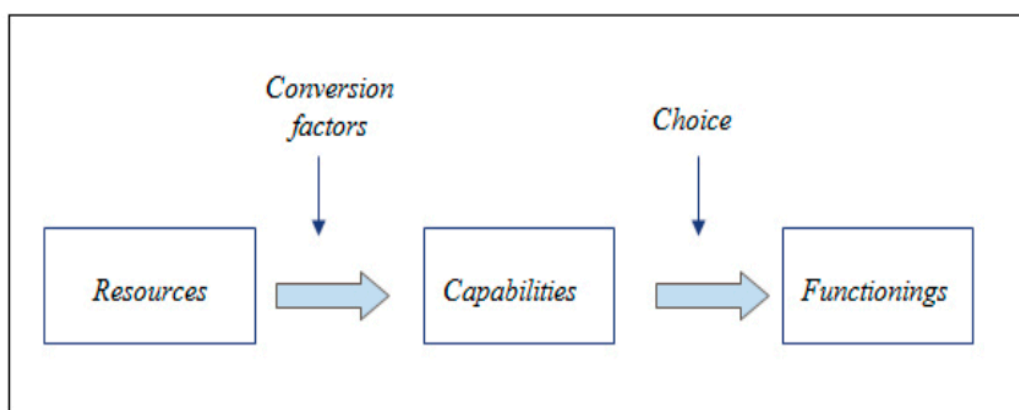 Conversion
factors
Choice
Resources
Capabilities
Functionings